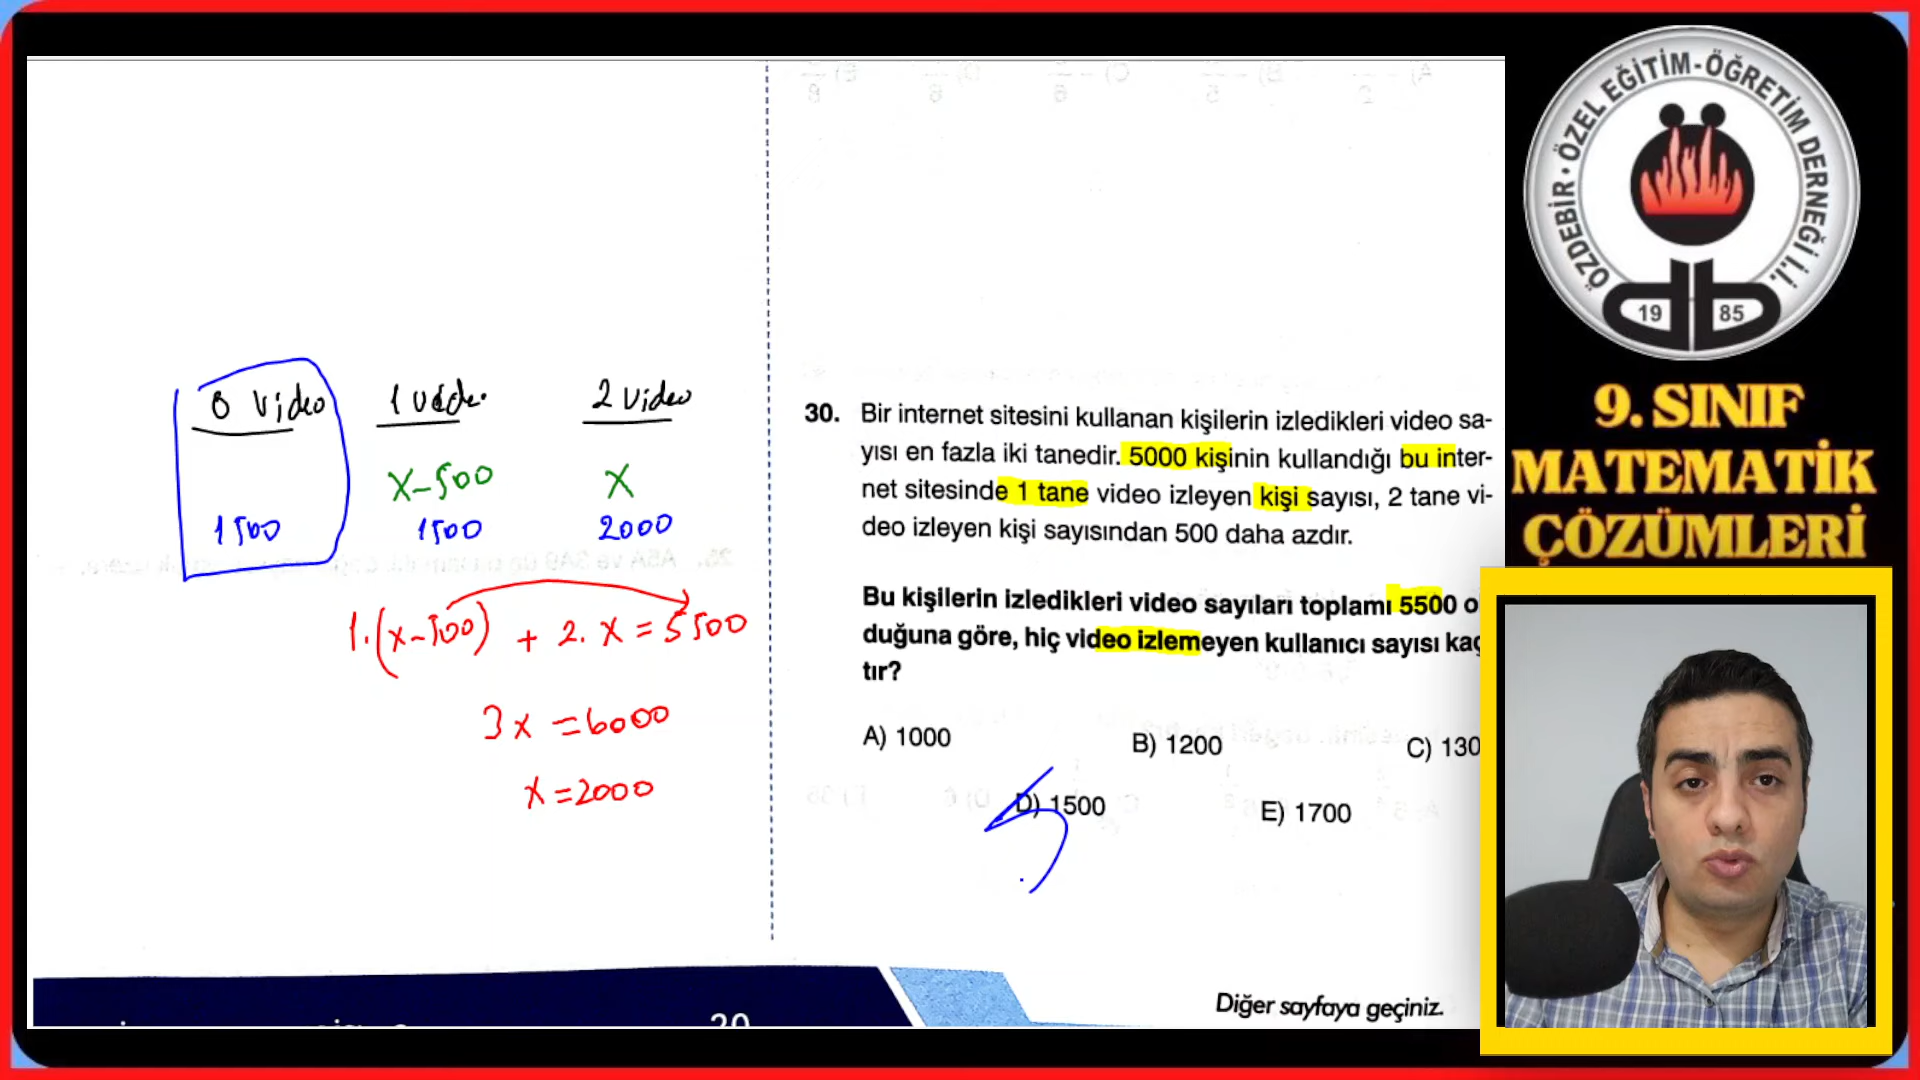 0 Video
1 Video
2 Video
X-500
X
1500
1500
2000
1.(x-500) + 2.x=5500
3x=6000
x=2000
30. Bir internet sitesini kullanan kişilerin izledikleri video sa-
yısı en fazla iki tanedir. 5000 kişinin kullandığı bu inter-
net sitesinde 1 tane video izleyen kişi sayısı, 2 tane vi-
deo izleyen kişi sayısından 500 daha azdır.
Bu kişilerin izledikleri video sayıları toplamı 5500 o
duğuna göre, hiç video izlemeyen kullanıcı sayısı kaç
tır?
A) 1000
B) 1200
C) 130
D) 1500
E) 1700
Diğer sayfaya geçiniz.
ÖZDEBİR · ÖZEL EĞİTİM-ÖĞRETİM DERNEĞİ İ.İ.
19 85
9. SINIF
MATEMATİK
ÇÖZÜMLERİ